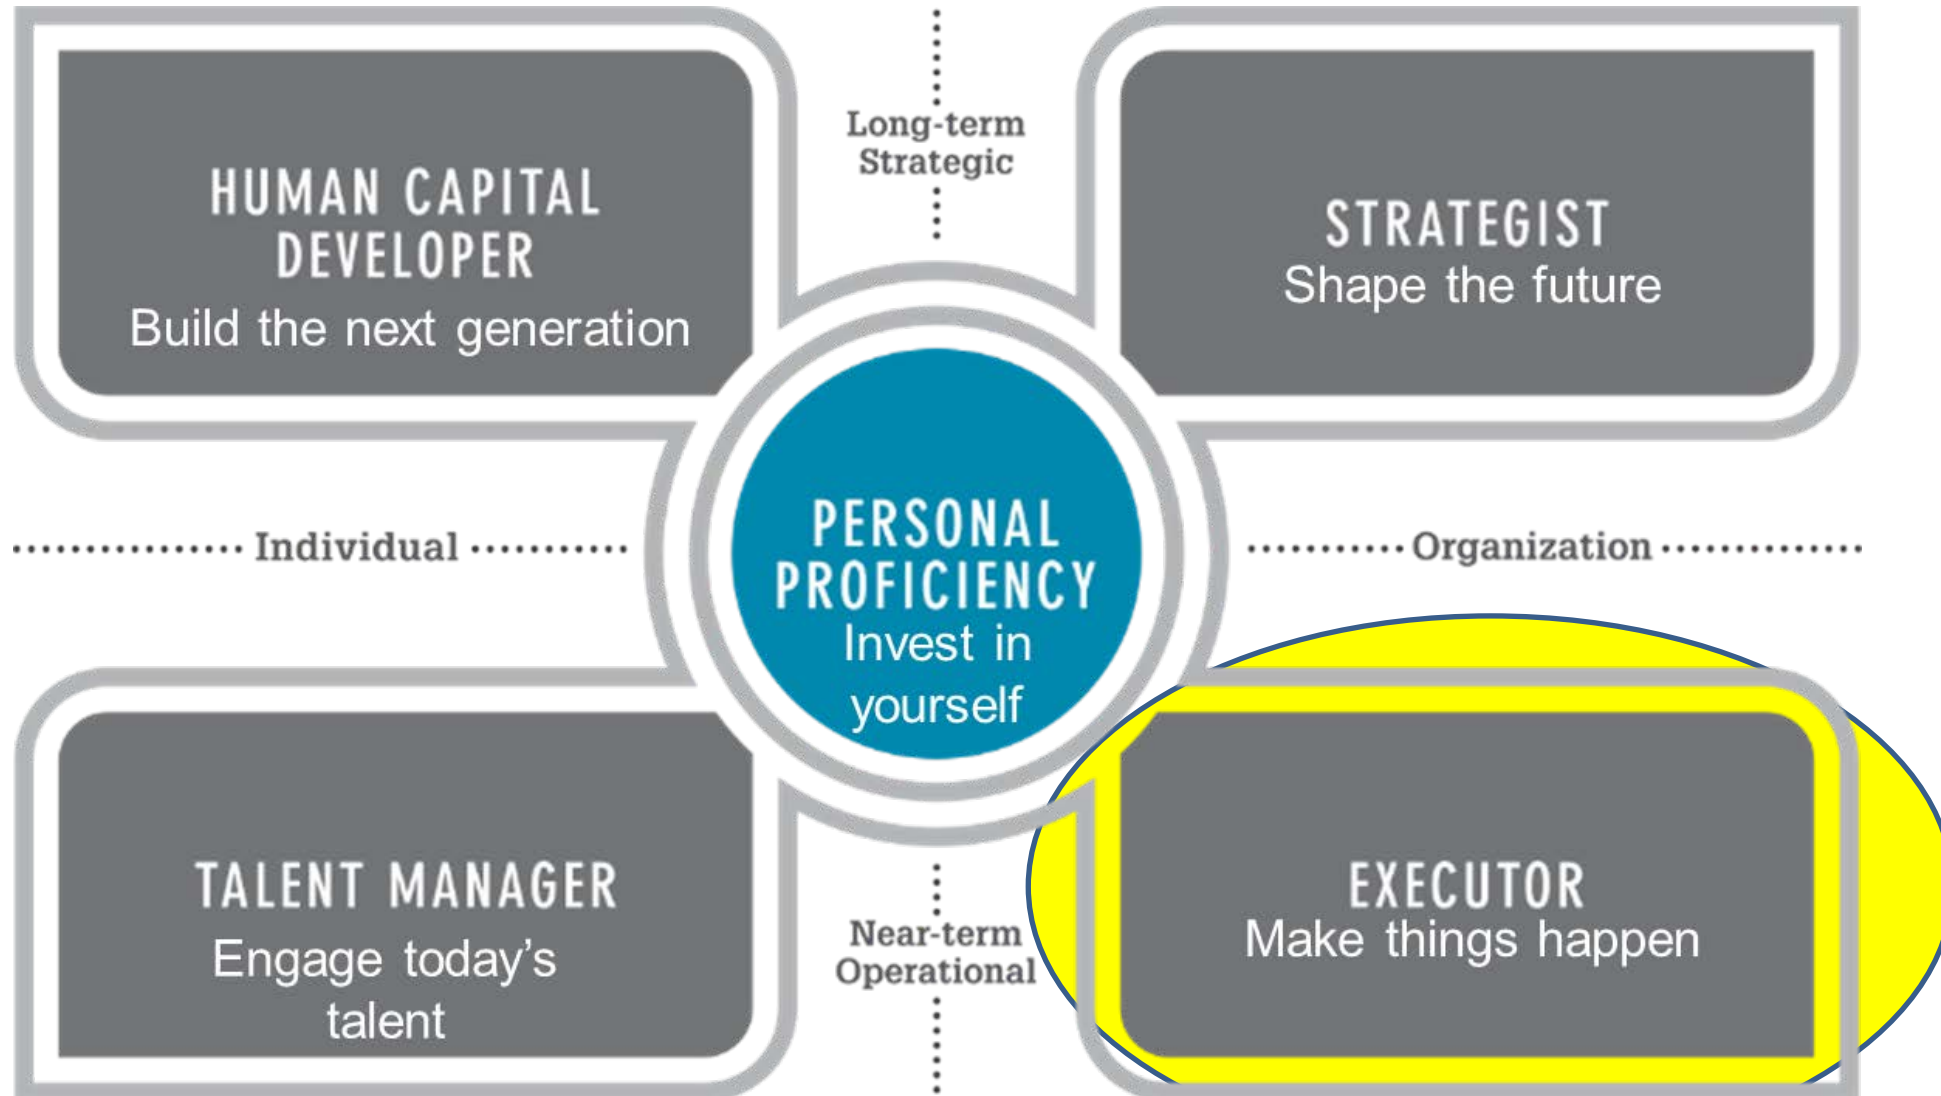 Long-term
Strategic
HUMAN CAPITAL
DEVELOPER
Build the next generation
STRATEGIST
Shape the future
Individual
PERSONAL
PROFICIENCY
Invest in
yourself
Organization
TALENT MANAGER
Engage today’s
talent
Near-term
Operational
EXECUTOR
Make things happen